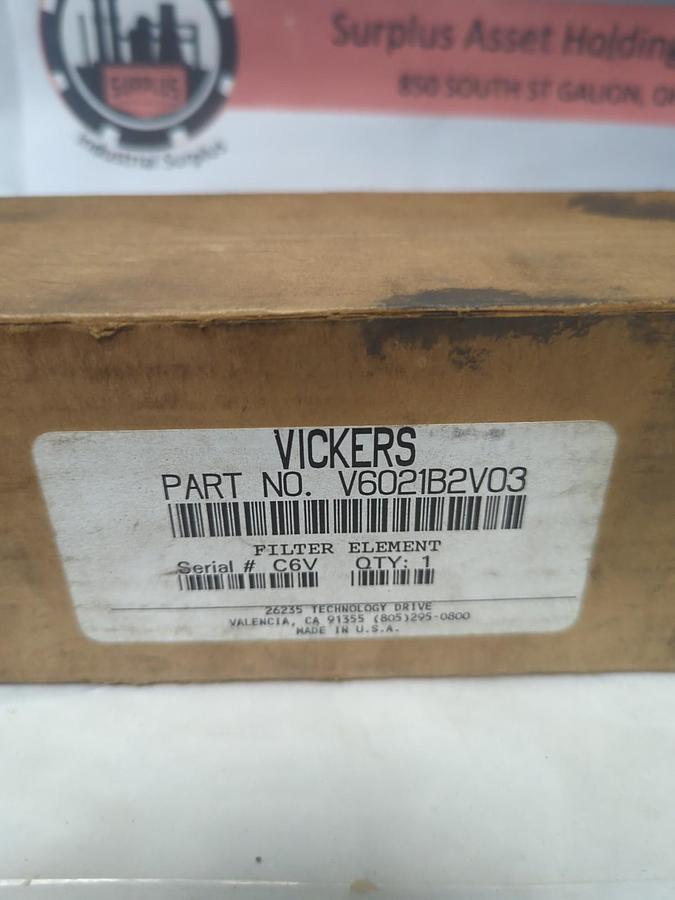 Surplus Asset Holding
850 SOUTH ST GALION, OH
SURPLUS
Industrial Surplus
VICKERS
PART NO. V6021B2V03
FILTER ELEMENT
Serial # C6V QTY: 1
26235 TECHNOLOGY DRIVE
VALENCIA, CA 91355 (805)295-0800
MADE IN U.S.A.